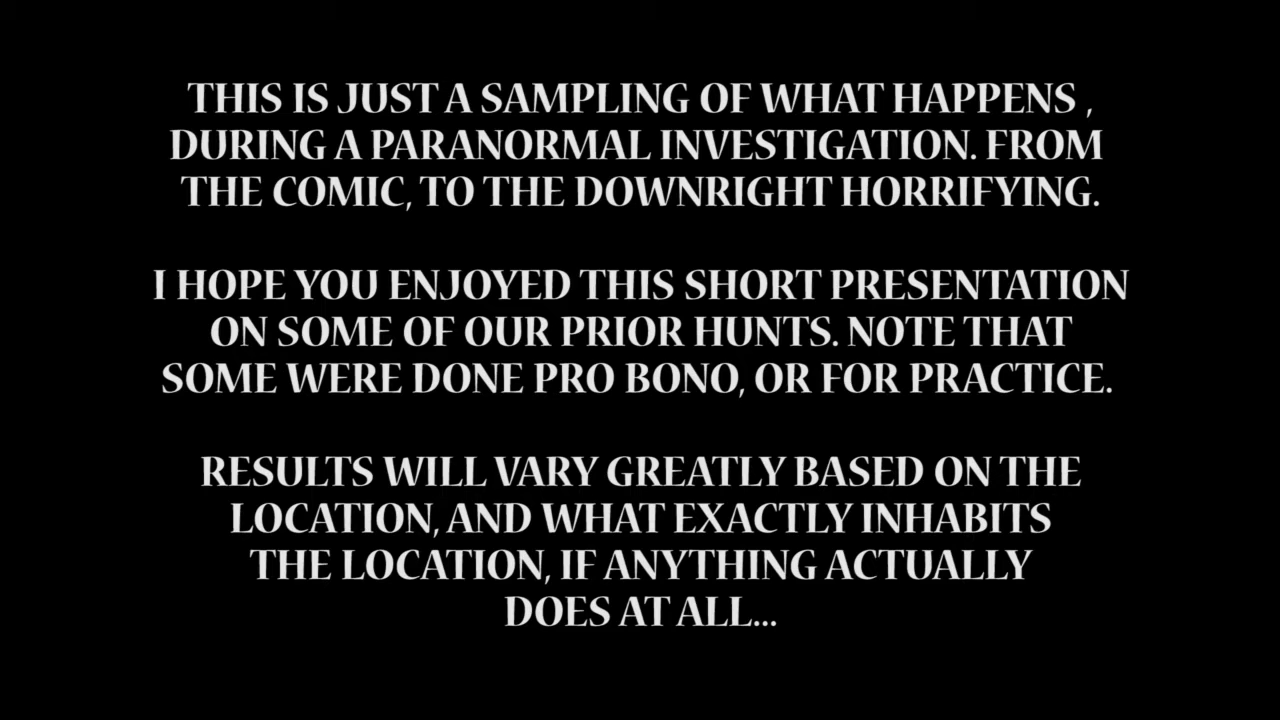 THIS IS JUST A SAMPLING OF WHAT HAPPENS ,
DURING A PARANORMAL INVESTIGATION. FROM
THE COMIC, TO THE DOWNRIGHT HORRIFYING.
I HOPE YOU ENJOYED THIS SHORT PRESENTATION
ON SOME OF OUR PRIOR HUNTS. NOTE THAT
SOME WERE DONE PRO BONO, OR FOR PRACTICE.
RESULTS WILL VARY GREATLY BASED ON THE
LOCATION, AND WHAT EXACTLY INHABITS
THE LOCATION, IF ANYTHING ACTUALLY
DOES AT ALL...